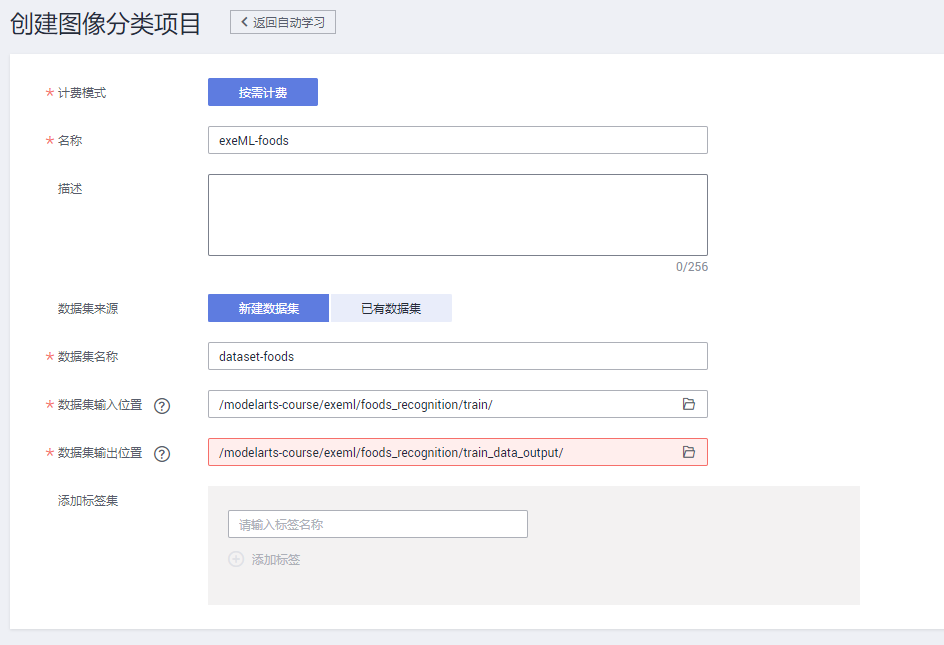 创建图像分类项目
返回自动学习
* 计费模式
按需计费
* 名称
exeML-foods
描述
0/256
数据集来源
新建数据集
已有数据集
* 数据集名称
dataset-foods
* 数据集输入位置 ?
/modelarts-course/exeml/foods_recognition/train/
* 数据集输出位置 ?
/modelarts-course/exeml/foods_recognition/train_data_output/
添加标签集
请输入标签名称
添加标签